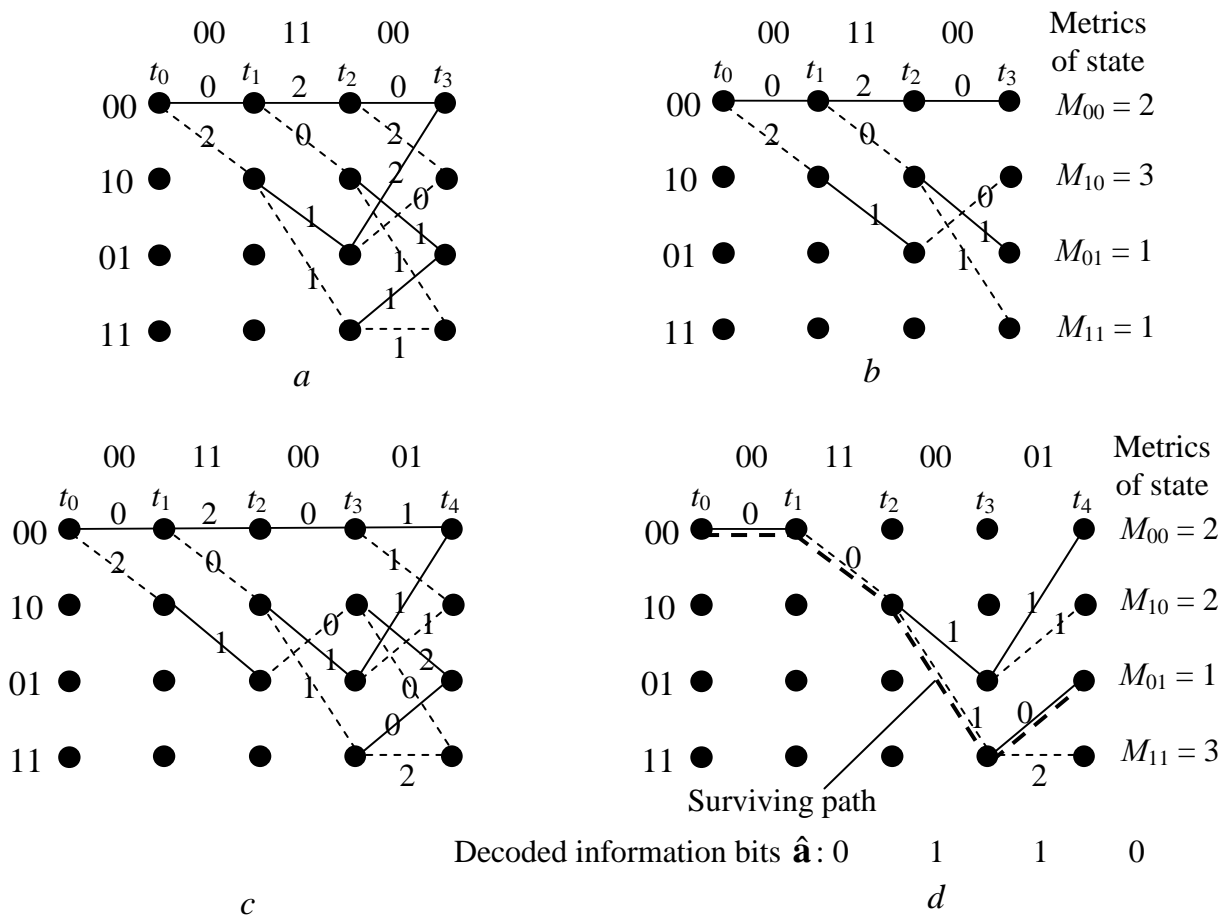 00 11 00
t0 t1 t2 t3
0 2 0
00
2 0 2
2
10
0
1 1
01
1 1
1
11
1
a
00 11 00 Metrics
of state
t0 t1 t2 t3
0 2 0
00 M00 = 2
2 0
10 M10 = 3
0
1 1
01 M01 = 1
1
11 M11 = 1
b
00 11 00 01
t0 t1 t2 t3 t4
0 2 0 1
00
2 0 1
10
1 0 1 1
1 2
01
1 0
0
11
2
c
00 11 00 01 Metrics
of state
t0 t1 t2 t3 t4
0
00 M00 = 2
0
10 M10 = 2
1 1 1
01 M01 = 1
1 0
11 M11 = 3
2
Surviving path
Decoded information bits â : 0 1 1 0
d